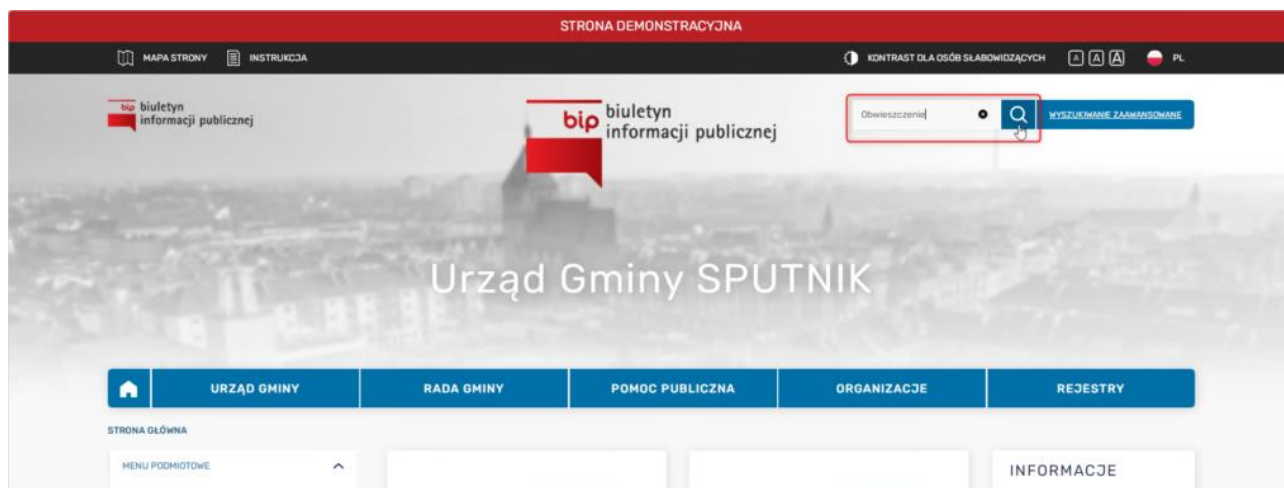 STRONA DEMONSTRACYJNA
MAPA STRONY INSTRUKCJA KONTRAST DLA OSÓB SŁABOWIDZĄCYCH A A A PL
bip biuletyn
informacji publicznej
bip biuletyn
informacji publicznej
Obwieszczenie WYSZUKIWANIE ZAAWANSOWANE
Urząd Gminy SPUTNIK
URZĄD GMINY RADA GMINY POMOC PUBLICZNA ORGANIZACJE REJESTRY
STRONA GŁÓWNA
MENU PODMIOTOWE INFORMACJE